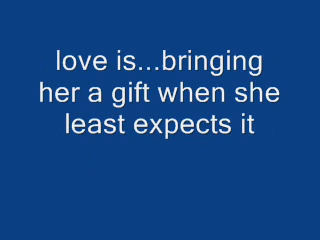 love is...bringing
her a gift when she
least expects it